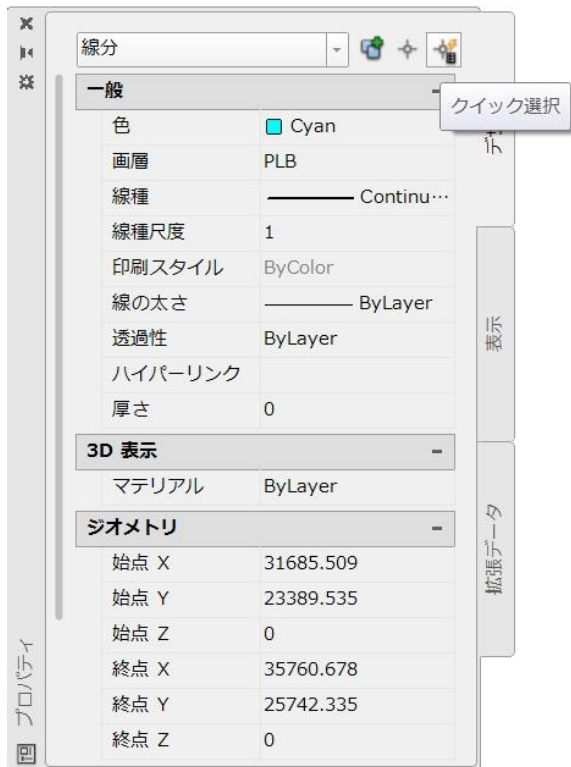 線分
クイック選択
一般 -
色 Cyan
画層 PLB
線種 Continu…
線種尺度 1
印刷スタイル ByColor
線の太さ ByLayer
透過性 ByLayer
ハイパーリンク
厚さ 0
3D 表示 -
マテリアル ByLayer
ジオメトリ -
始点 X 31685.509
始点 Y 23389.535
始点 Z 0
終点 X 35760.678
終点 Y 25742.335
終点 Z 0
表示
拡張データ
プロパティ